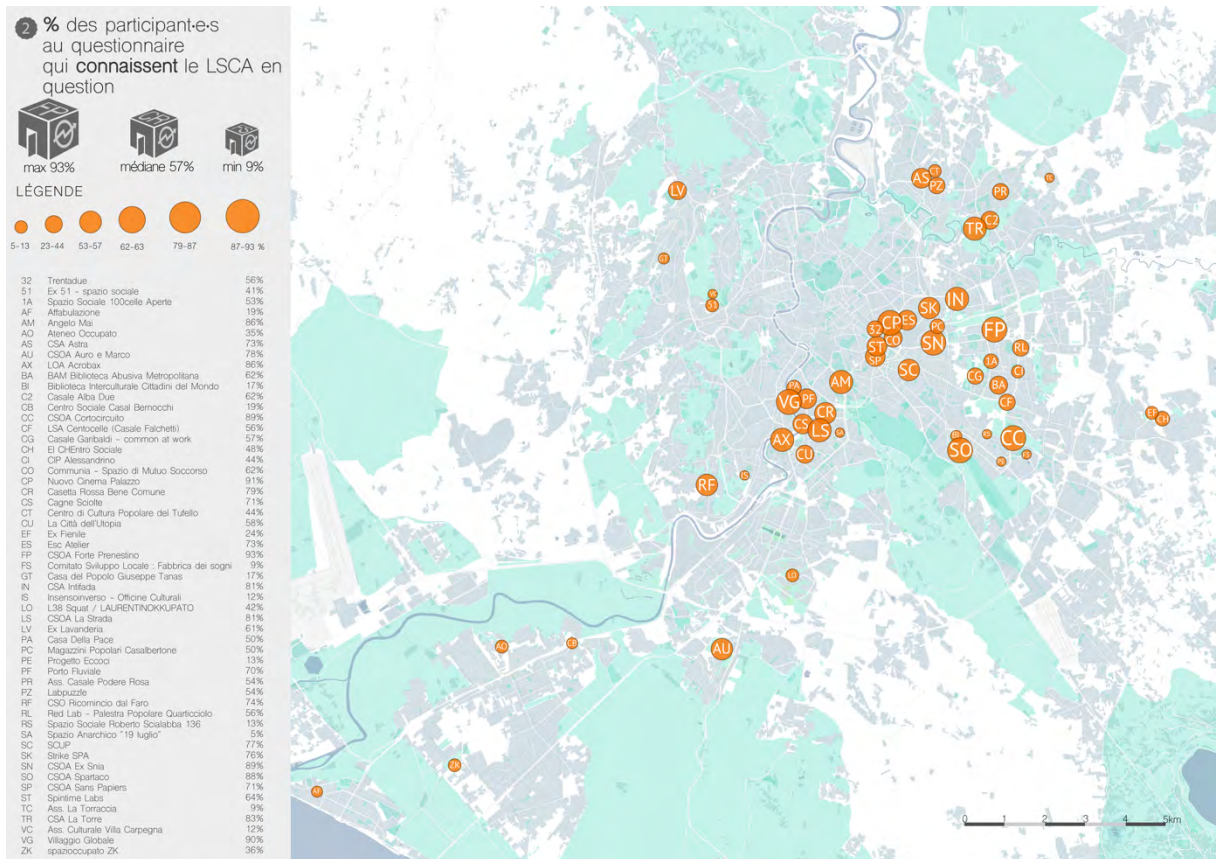 2 % des participant·e·s
au questionnaire
qui connaissent le LSCA en
question
FP
CR
max 93%
médiane 57%
min 9%
LÉGENDE
5-13
23-44
53-57
62-63
79-87
87-93 %
32 Trentadue 56%
51 Ex 51 - spazio sociale 41%
1A Spazio Sociale 100celle Aperte 53%
AF Affabulazione 19%
AM Angelo Mai 86%
AO Ateneo Occupato 35%
AS CSA Astra 73%
AU CSOA Auro e Marco 78%
AX LOA Acrobax 86%
BA BAM Biblioteca Abusiva Metropolitana 62%
BI Biblioteca Interculturale Cittadini del Mondo 17%
C2 Casale Alba Due 62%
CB Centro Sociale Casal Bernocchi 19%
CC CSOA Cortocircuito 89%
CF LSA Centocelle (Casale Falchetti) 56%
CG Casale Garibaldi - common at work 57%
CH El CHEntro Sociale 48%
CI CIP Alessandrino 44%
CO Communia - Spazio di Mutuo Soccorso 62%
CP Nuovo Cinema Palazzo 91%
CR Casetta Rossa Bene Comune 79%
CS Cagne Sciolte 71%
CT Centro di Cultura Popolare del Tufello 44%
CU La Città dell'Utopia 58%
EF Ex Fienile 24%
ES Esc Atelier 73%
FP CSOA Forte Prenestino 93%
FS Comitato Sviluppo Locale : Fabbrica dei sogni 9%
GT Casa del Popolo Giuseppe Tanas 17%
IN CSA Intifada 81%
IS Insensoinverso - Officine Culturali 12%
LO L38 Squat / LAURENTINOKKUPATO 42%
LS CSOA La Strada 81%
LV Ex Lavanderia 61%
PA Casa Della Pace 50%
PC Magazzini Popolari Casalbertone 50%
PE Progetto Eccoci 13%
PF Porto Fluviale 70%
PR Ass. Casale Podere Rosa 54%
PZ Labpuzzle 54%
RF CSO Ricomincio dal Faro 74%
RL Red Lab - Palestra Popolare Quarticciolo 56%
RS Spazio Sociale Roberto Scialabba 136 13%
SA Spazio Anarchico "19 luglio" 5%
SC SCUP 77%
SK Strike SPA 76%
SN CSOA Ex Snia 89%
SO CSOA Spartaco 88%
SP CSOA Sans Papiers 71%
ST Spintime Labs 64%
TC Ass. La Torraccia 9%
TR CSA La Torre 83%
VC Ass. Culturale Villa Carpegna 12%
VG Villaggio Globale 90%
ZK spazioccupato ZK 36%
CT
AS
PZ
TC
LV
PR
C2
TR
GT
VC
51
IN
SK
ES
CP
32
PC
FP
CO
SN
ST
RL
SP
1A
SC
CI
CG
AM
BA
PA
PF
VG
CF
CR
EF
CH
CS
LS
SA
AX
RS
CC
SO
CU
FS
IS
RF
LO
AO
CB
AU
ZK
AF
0 1 2 3 4 5km